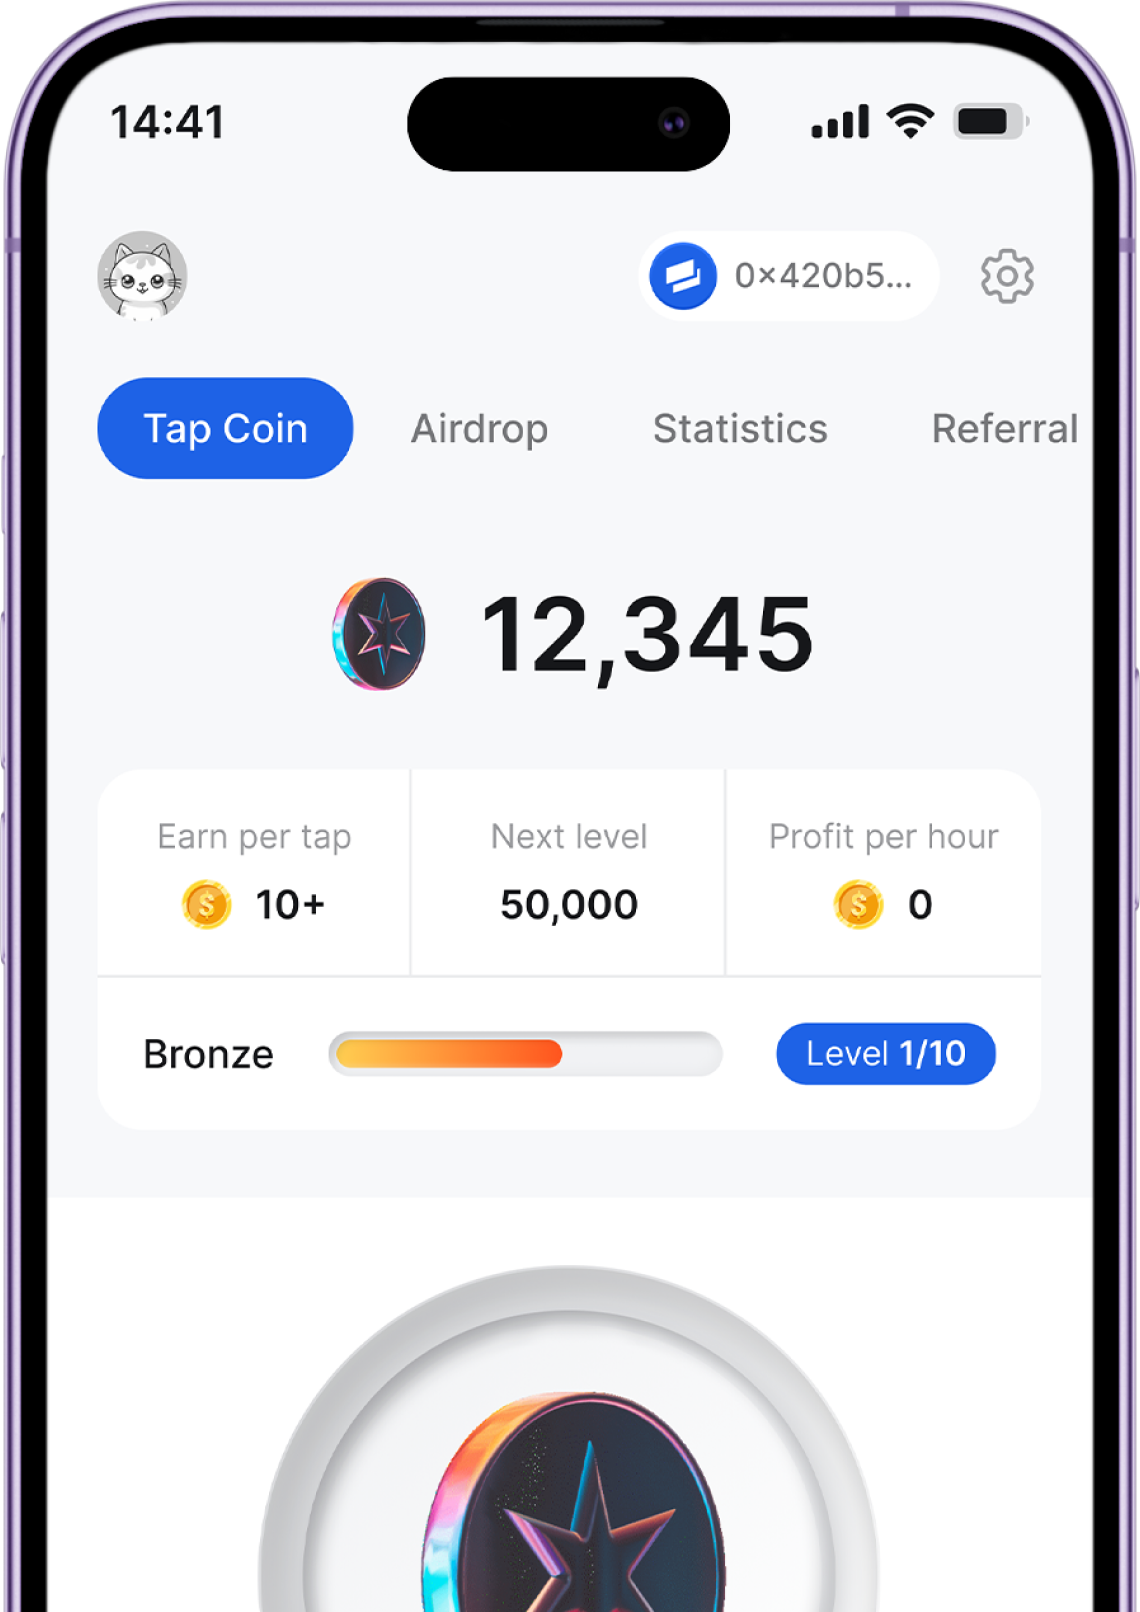 14:41
0×420b5...
Tap Coin Airdrop Statistics Referral
12,345
Earn per tap Next level Profit per hour
$ 10+ 50,000 $ 0
Bronze Level 1/10